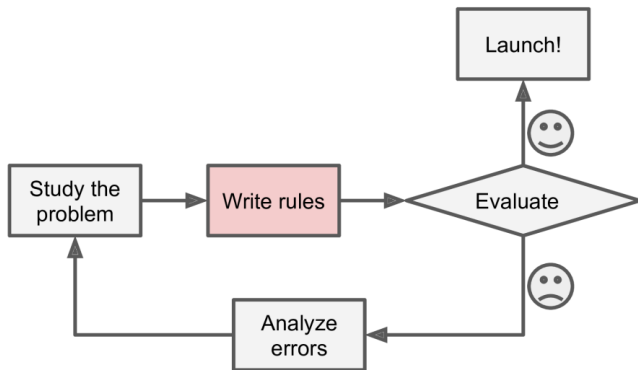 Launch!
Study the
problem
Write rules
Evaluate
Analyze
errors